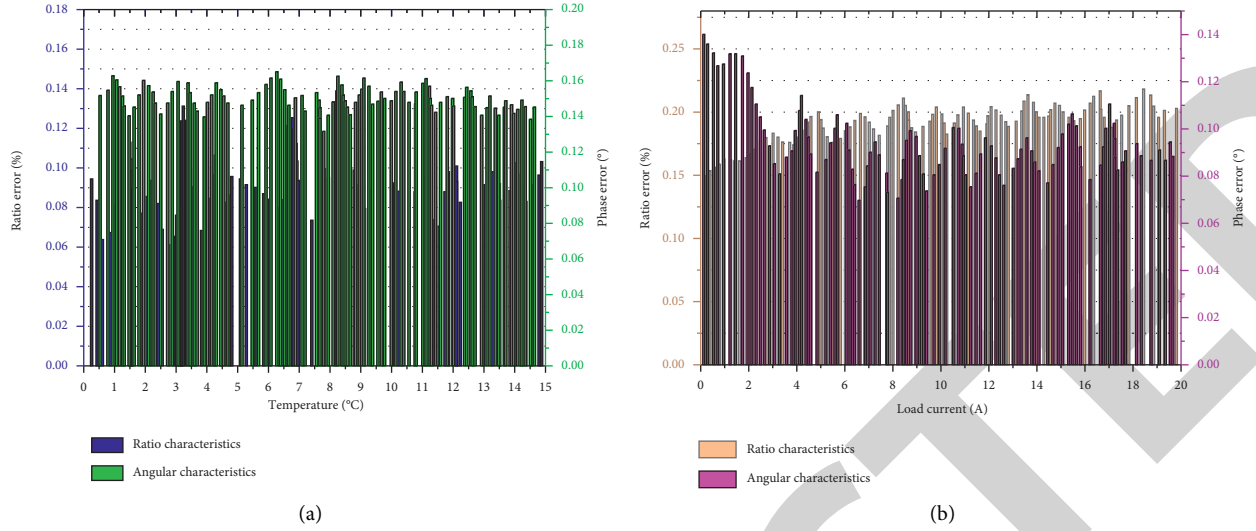 0.18
0.16
0.14
0.12
0.10
0.08
0.06
0.04
0.02
0.00
Ratio error (%)
0.20
0.18
0.16
0.14
0.12
0.10
0.08
0.06
0.04
0.02
0.00
Phase error (°)
0 1 2 3 4 5 6 7 8 9 10 11 12 13 14 15
Temperature (°C)
Ratio characteristics
Angular characteristics
(a)
0.25
0.20
0.15
0.10
0.05
0.00
Ratio error (%)
0.14
0.12
0.10
0.08
0.06
0.04
0.02
0.00
Phase error (°)
0 2 4 6 8 10 12 14 16 18 20
Load current (A)
Ratio characteristics
Angular characteristics
(b)